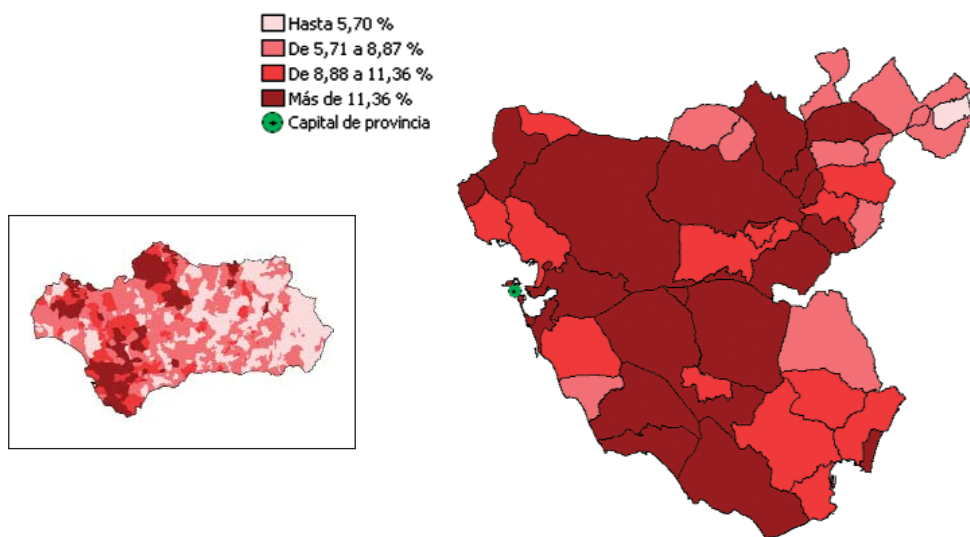 Hasta 5,70 %
De 5,71 a 8,87 %
De 8,88 a 11,36 %
Más de 11,36 %
Capital de provincia